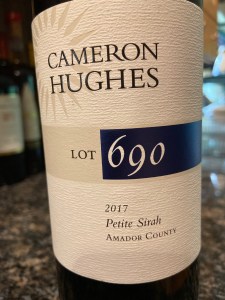 CAMERON
HUGHES
LOT 690
2017
Petite Sirah
AMADOR COUNTY